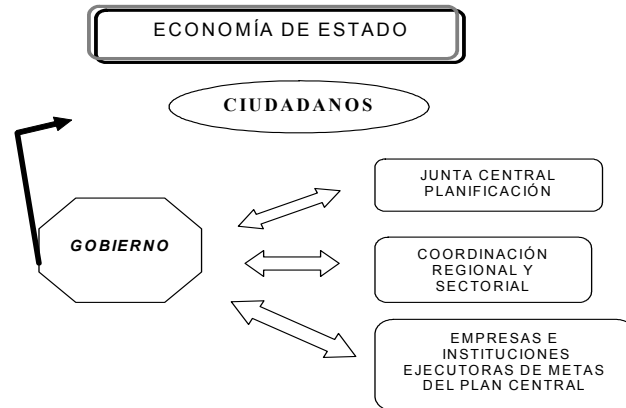 ECONOMÍA DE ESTADO
CIUDADANOS
JUNTA CENTRAL
PLANIFICACIÓN
GOBIERNO
COORDINACIÓN
REGIONAL Y
SECTORIAL
EMPRESAS E
INSTITUCIONES
EJECUTORAS DE METAS
DEL PLAN CENTRAL